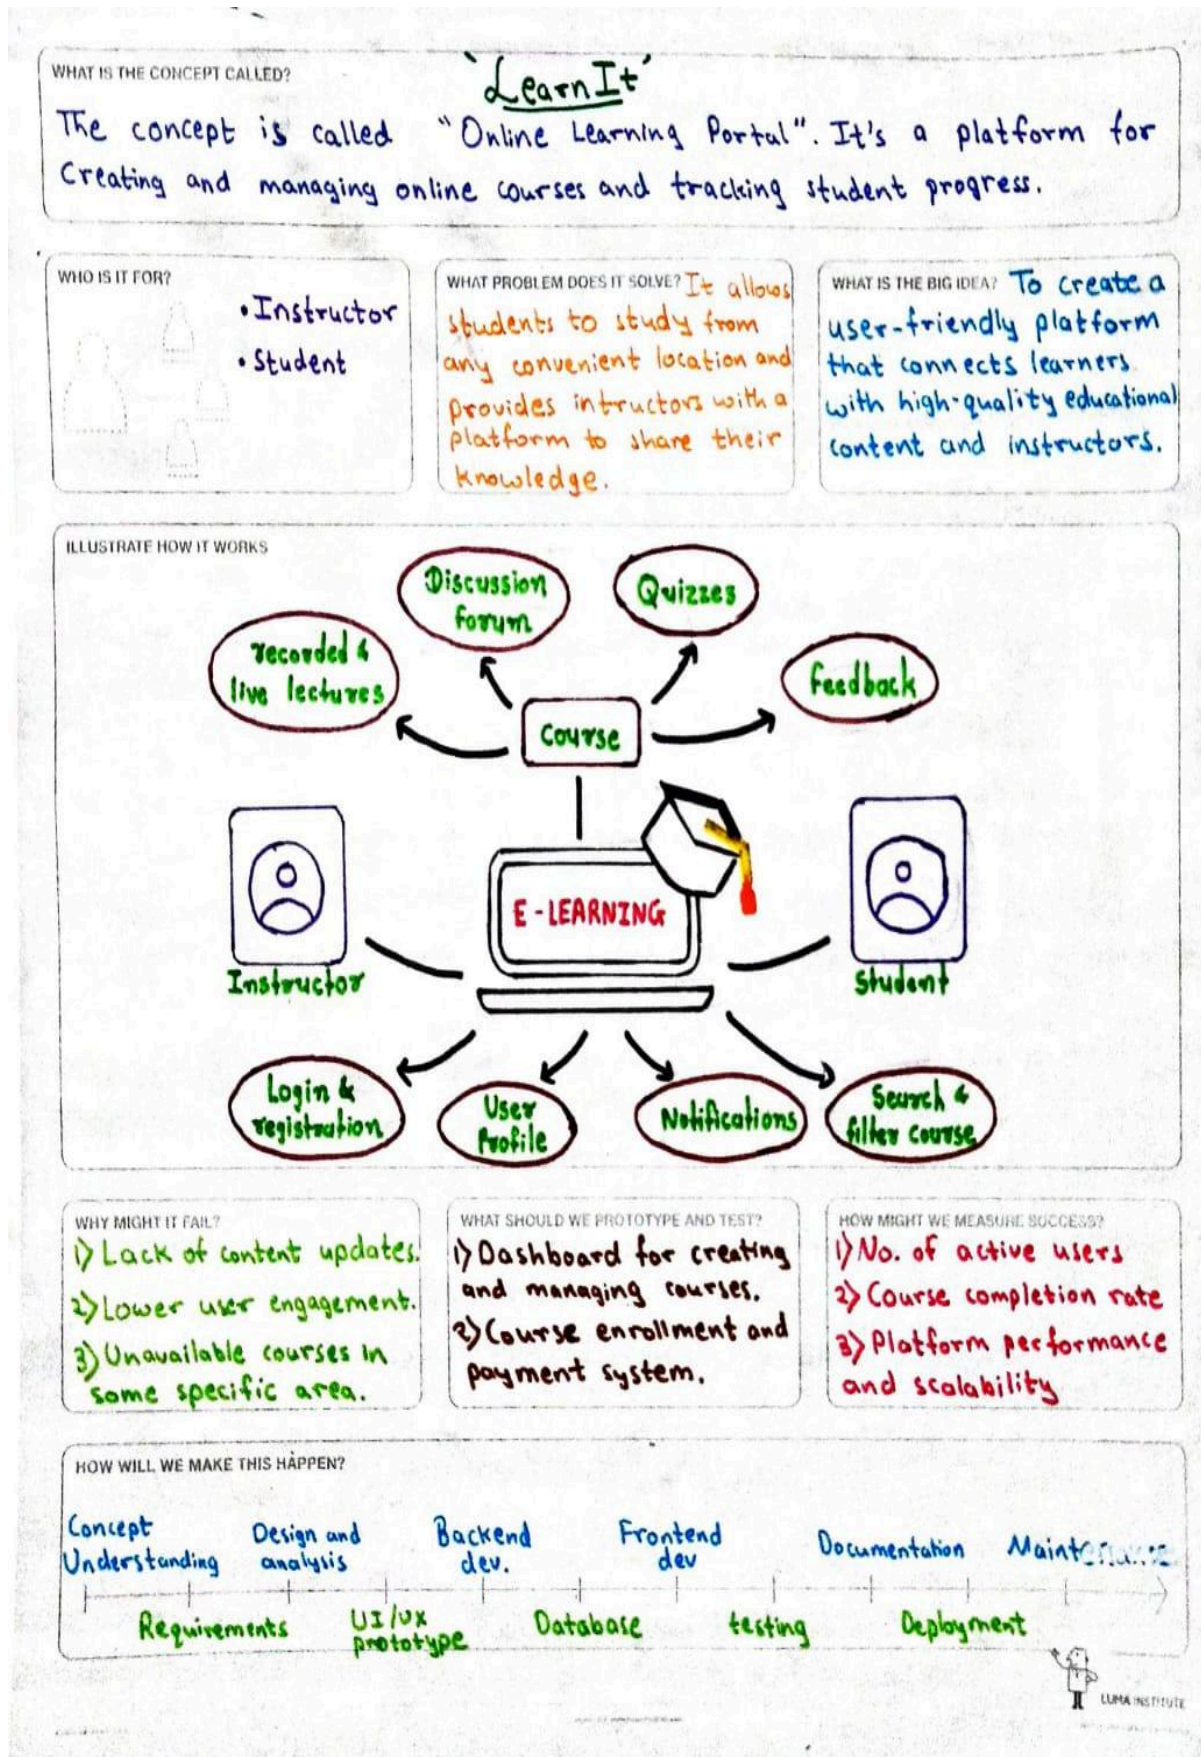 WHAT IS THE CONCEPT CALLED?
'LearnIt'
The concept is called "Online Learning Portal". It's a platform for
Creating and managing online courses and tracking student progress.
WHO IS IT FOR?
• Instructor
• Student
WHAT PROBLEM DOES IT SOLVE? It allows
students to study from
any convenient location and
provides intructors with a
platform to share their
knowledge.
WHAT IS THE BIG IDEA? To create a
user-friendly platform
that connects learners
with high-quality educational
content and instructors.
ILLUSTRATE HOW IT WORKS
Discussion
forum
Quizzes
recorded &
live lectures
feedback
Course
E-LEARNING
Instructor
Student
Login &
registration
User
Profile
Notifications
Search &
filter course
WHY MIGHT IT FAIL?
1) Lack of content updates.
2) Lower user engagement.
3) Unavailable courses in
some specific area.
WHAT SHOULD WE PROTOTYPE AND TEST?
1) Dashboard for creating
and managing courses.
2) Course enrollment and
payment system.
HOW MIGHT WE MEASURE SUCCESS?
1) No. of active users
2) Course completion rate
3) Platform performance
and scalability
HOW WILL WE MAKE THIS HAPPEN?
Concept
Understanding
Design and
analysis
Backend
dev.
Frontend
dev
Documentation
Maintenance
Requirements
UI/UX
prototype
Database
testing
Deployment
LUMA INSTITUTE